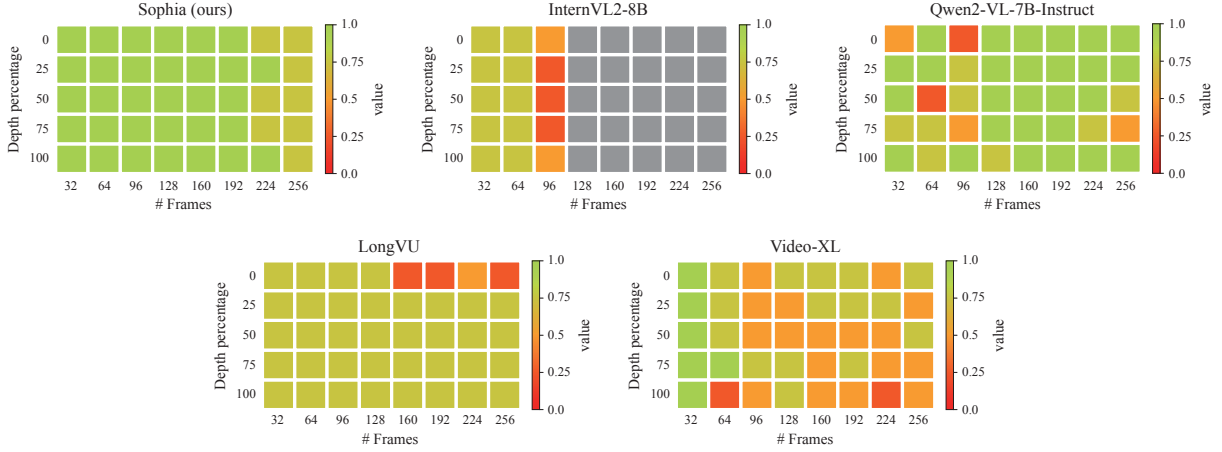 Sophia (ours)
1.0
0
25
0.75
Depth percentage
50
0.5
value
75
0.25
100
0.0
32 64 96 128 160 192 224 256
# Frames
InternVL2-8B
1.0
0
25
0.75
Depth percentage
50
0.5
value
75
0.25
100
0.0
32 64 96 128 160 192 224 256
# Frames
Qwen2-VL-7B-Instruct
1.0
0
25
0.75
Depth percentage
50
0.5
value
75
0.25
100
0.0
32 64 96 128 160 192 224 256
# Frames
LongVU
1.0
0
25
0.75
Depth percentage
50
0.5
value
75
0.25
100
0.0
32 64 96 128 160 192 224 256
# Frames
Video-XL
1.0
0
25
0.75
Depth percentage
50
0.5
value
75
0.25
100
0.0
32 64 96 128 160 192 224 256
# Frames